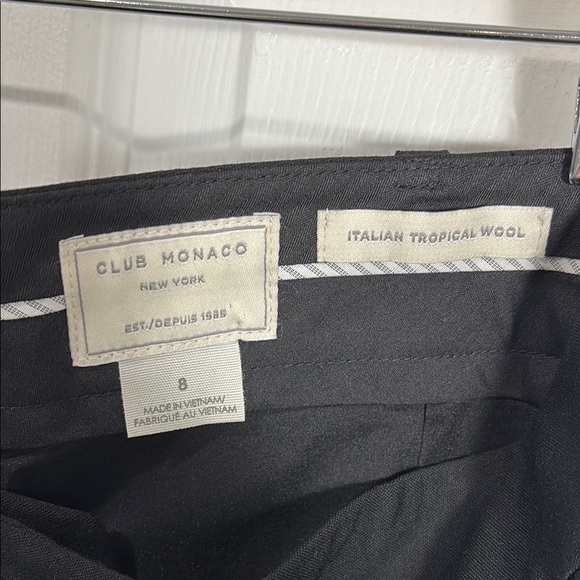 CLUB MONACO
NEW YORK
EST./DEPUIS 1985
ITALIAN TROPICAL WOOL
8
MADE IN VIETNAM/
FABRIQUÉ AU VIETNAM